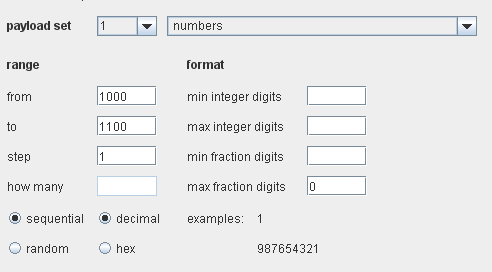 payload set 1 numbers
range format
from 1000 min integer digits
to 1100 max integer digits
step 1 min fraction digits
how many max fraction digits 0
sequential decimal examples: 1
random hex 987654321